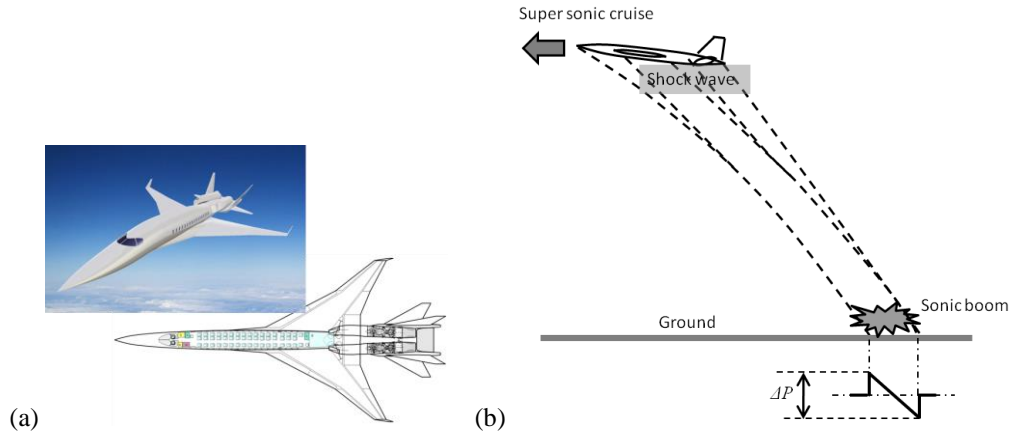 Super sonic cruise
Shock wave
Sonic boom
Ground
ΔP
(a)
(b)